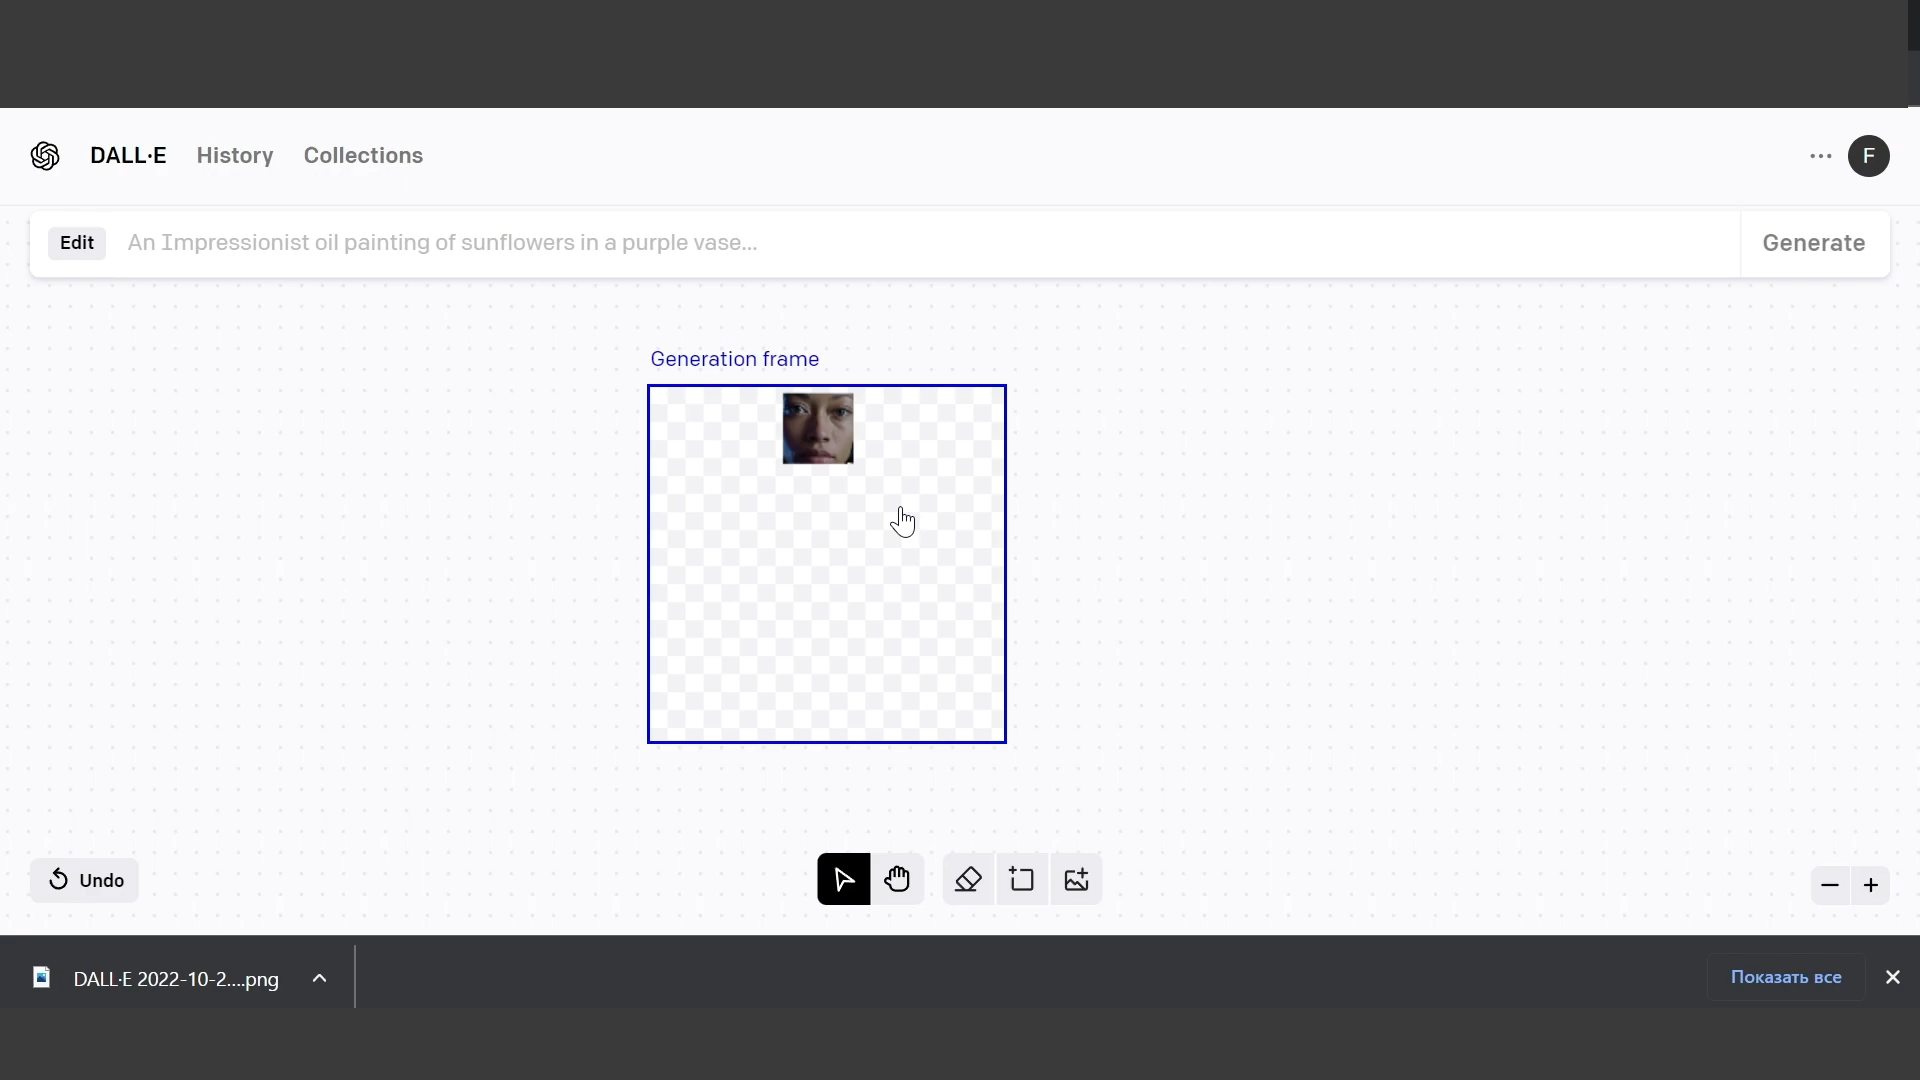 DALL·E History Collections
F
Edit An Impressionist oil painting of sunflowers in a purple vase... Generate
Generation frame
Undo
DALL·E 2022-10-2....png
Показать все